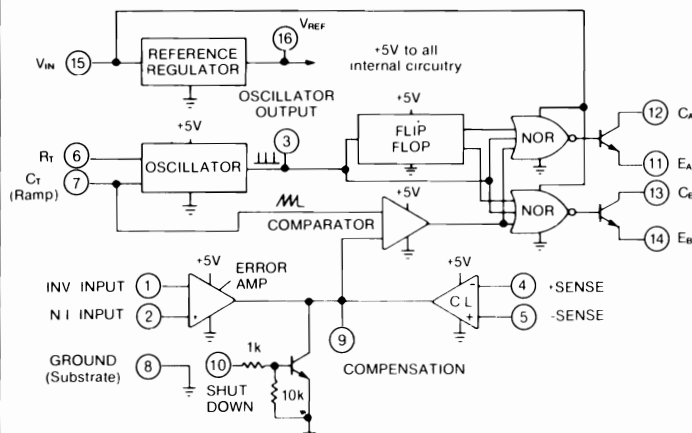 VREF
16
+5V to all
internal circuitry
VIN 15
REFERENCE
REGULATOR
OSCILLATOR
OUTPUT
12 CA
+5V
+5V
3
FLIP
FLOP
NOR
RT 6
OSCILLATOR
11 EA
CT 7
(Ramp)
13 CB
+5V
NOR
COMPARATOR
14 EB
+5V
ERROR
AMP
+5V
INV INPUT 1
- 4 +SENSE
CL
N I INPUT 2 +
+ 5 -SENSE
9
1k
GROUND 8
(Substrate)
10
COMPENSATION
SHUT
DOWN
10k